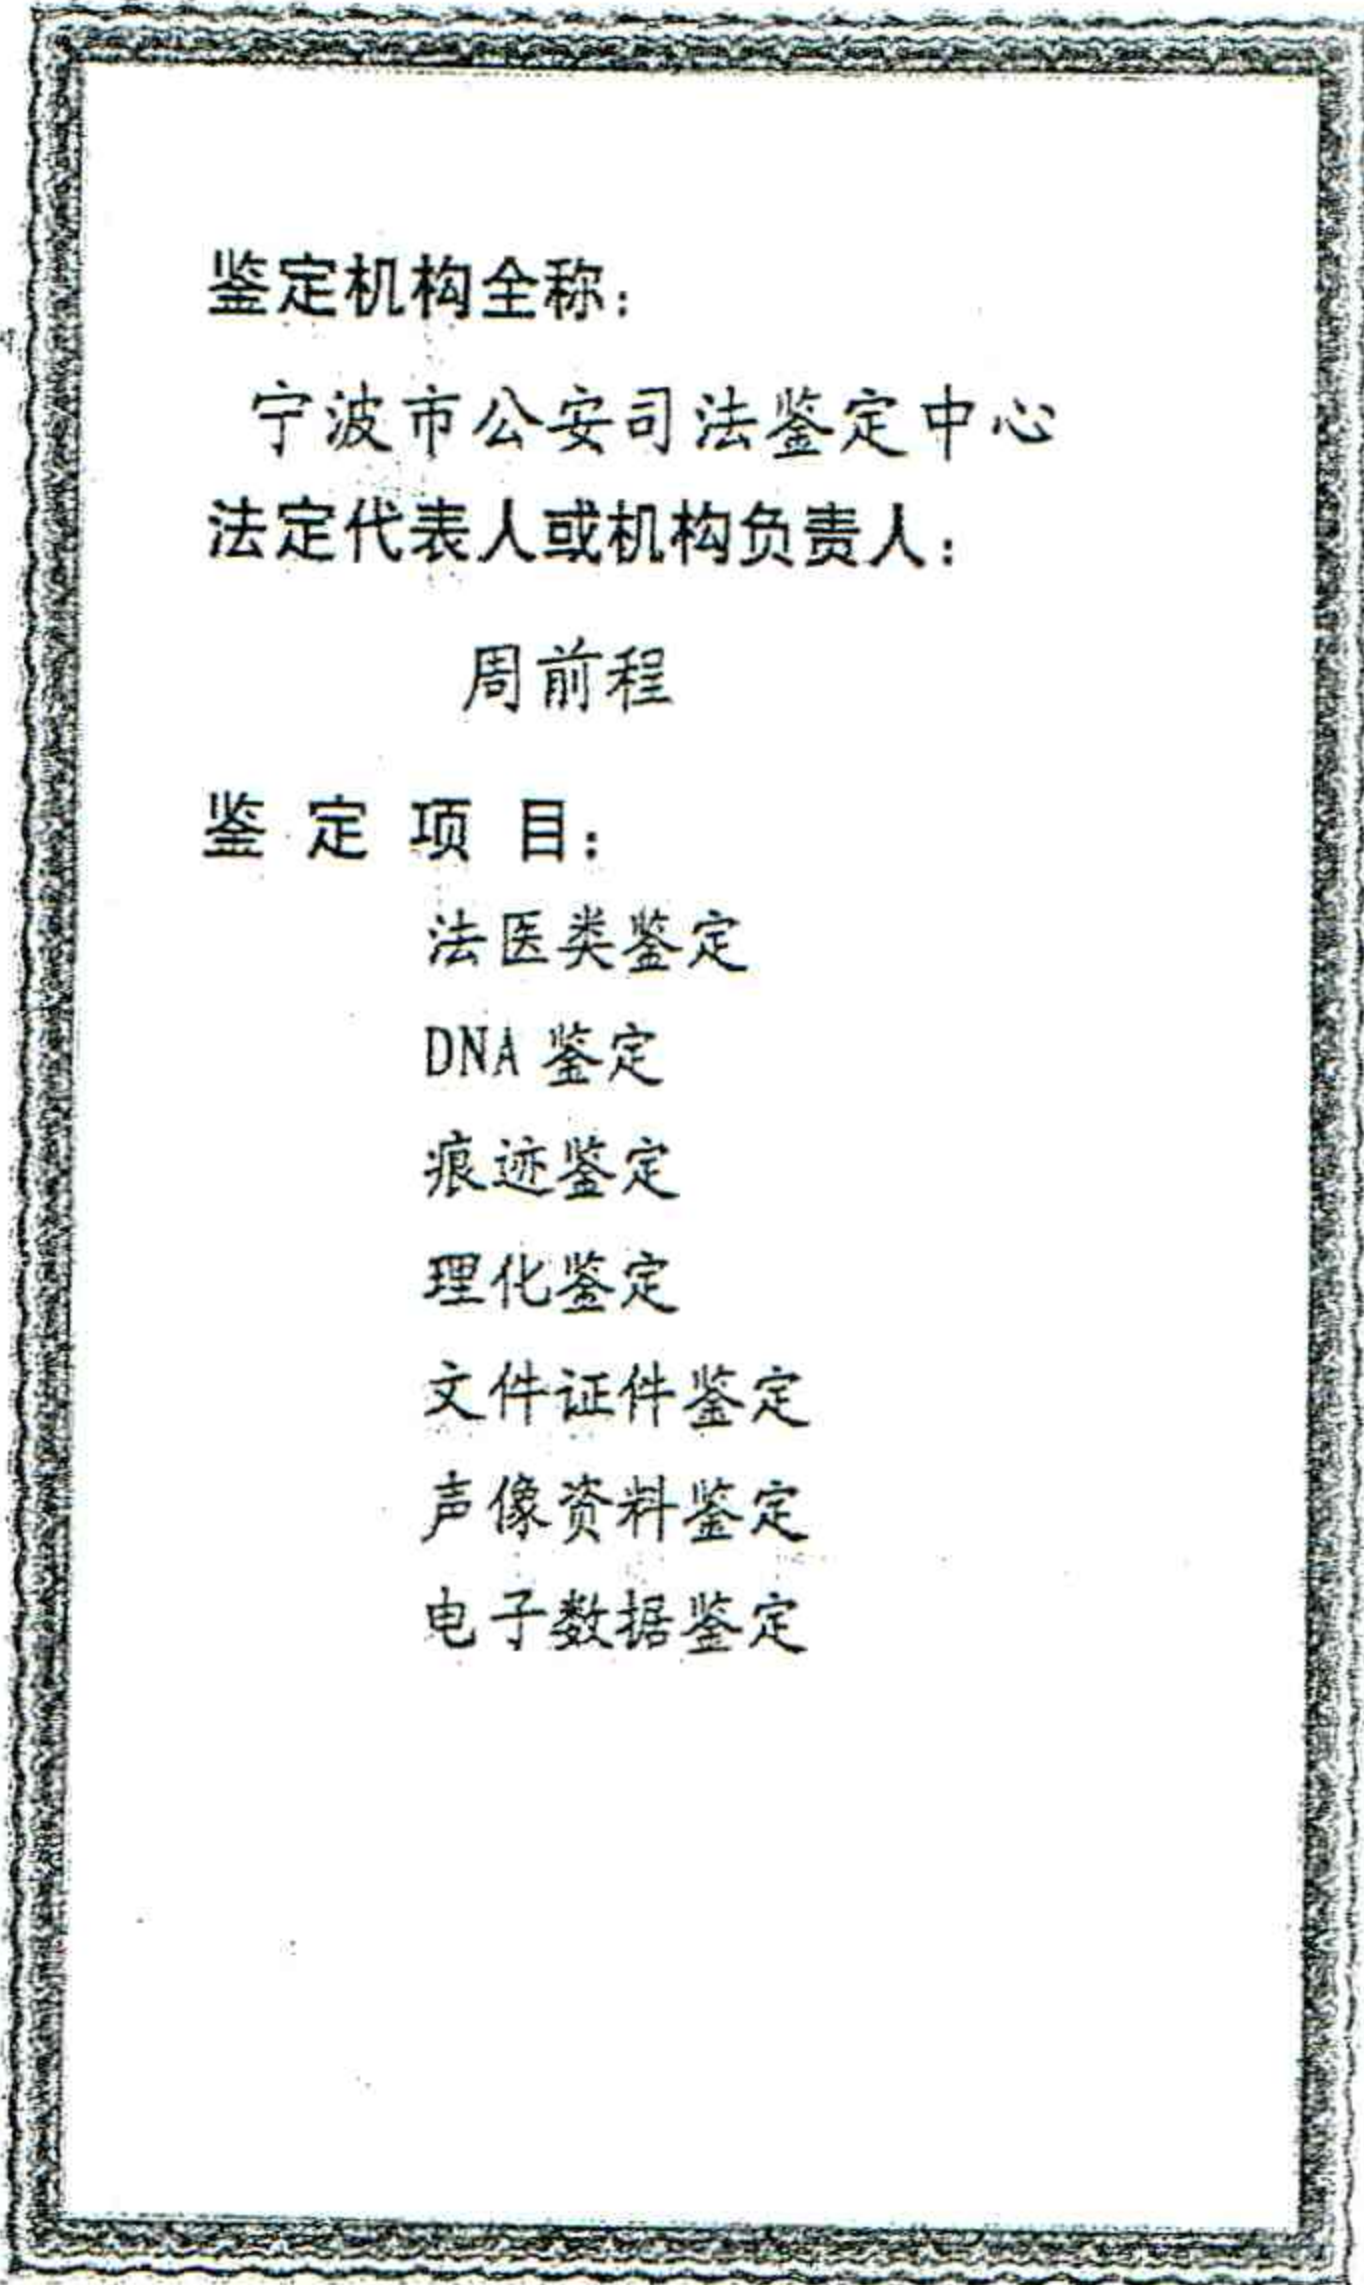 鉴定机构全称：
宁波市公安司法鉴定中心
法定代表人或机构负责人：
周前程
鉴定项目：
法医类鉴定
DNA鉴定
痕迹鉴定
理化鉴定
文件证件鉴定
声像资料鉴定
电子数据鉴定